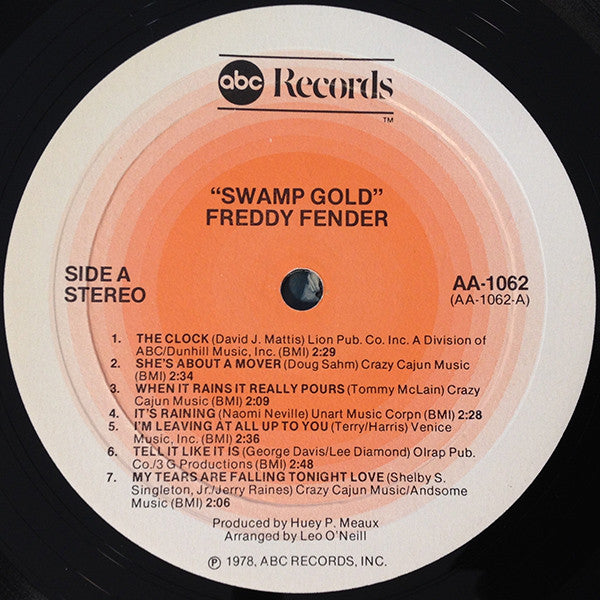 abc Records
TM
"SWAMP GOLD"
FREDDY FENDER
SIDE A
STEREO
AA-1062
(AA-1062-A)
1. THE CLOCK (David J. Mattis) Lion Pub. Co. Inc. A Division of
ABC/Dunhill Music, Inc. (BMI) 2:29
2. SHE'S ABOUT A MOVER (Doug Sahm) Crazy Cajun Music
(BMI) 2:34
3. WHEN IT RAINS IT REALLY POURS (Tommy McLain) Crazy
Cajun Music (BMI) 2:09
4. IT'S RAINING (Naomi Neville) Unart Music Corpn (BMI) 2:28
5. I'M LEAVING AT ALL UP TO YOU (Terry/Harris) Venice
Music, Inc. (BMI) 2:36
6. TELL IT LIKE IT IS (George Davis/Lee Diamond) Olrap Pub.
Co./3 G Productions (BMI) 2:48
7. MY TEARS ARE FALLING TONIGHT LOVE (Shelby S.
Singleton, Jr./Jerry Raines) Crazy Cajun Music/Andsome
Music (BMI) 2:06
Produced by Huey P. Meaux
Arranged by Leo O'Neill
Ⓟ 1978, ABC RECORDS, INC.